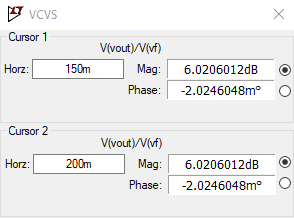 VCVS
Cursor 1
V(vout)/V(vf)
Horz: 150m Mag: 6.0206012dB
Phase: -2.0246048m°
Cursor 2
V(vout)/V(vf)
Horz: 200m Mag: 6.0206012dB
Phase: -2.0246048m°